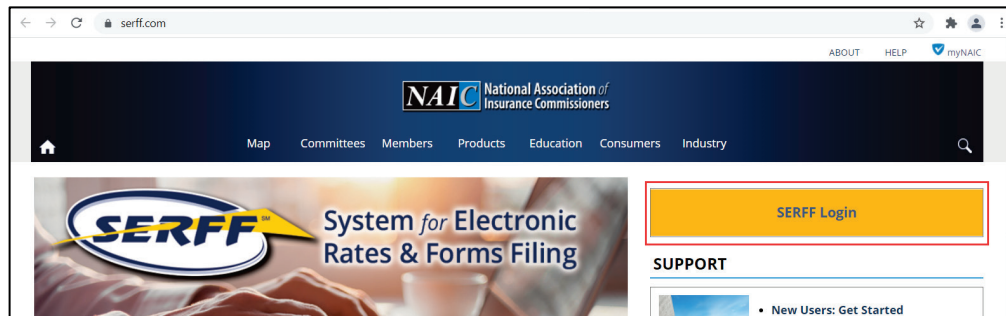 serff.com
ABOUT HELP myNAIC
NAIC National Association of
Insurance Commissioners
Map Committees Members Products Education Consumers Industry
SERFF SM
System for Electronic
Rates & Forms Filing
SERFF Login
SUPPORT
• New Users: Get Started